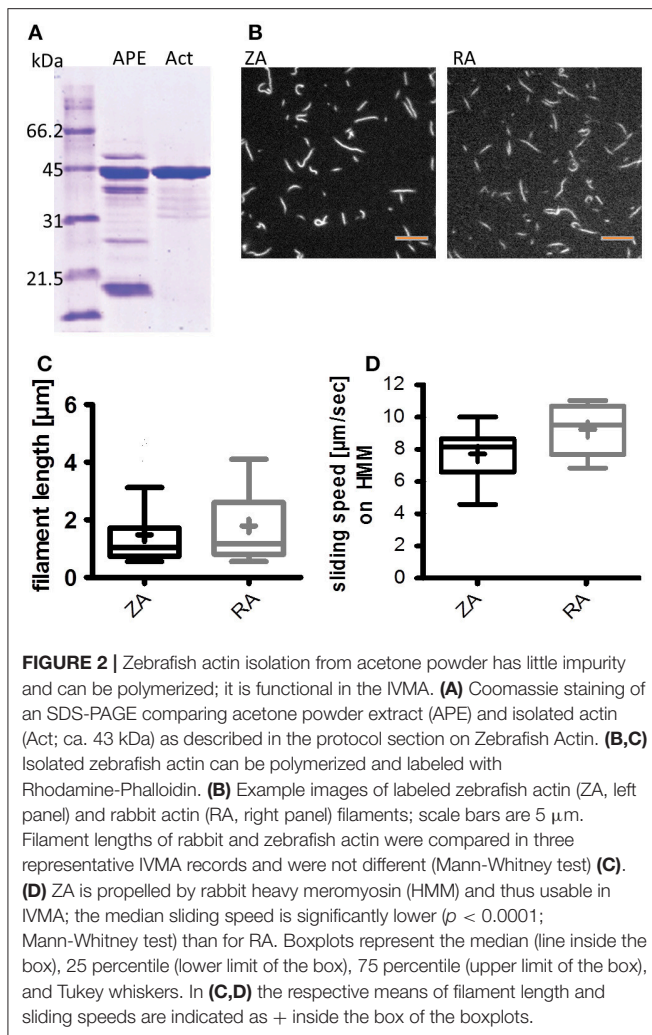 A
kDa APE Act
66.2
45
31
21.5
B
ZA RA
C
filament length [µm]
6
4
2
0
ZA RA
D
sliding speed [µm/sec]
on HMM
12
10
8
6
4
2
0
ZA RA
FIGURE 2 | Zebrafish actin isolation from acetone powder has little impurity
and can be polymerized; it is functional in the IVMA. (A) Coomassie staining of
an SDS-PAGE comparing acetone powder extract (APE) and isolated actin
(Act; ca. 43 kDa) as described in the protocol section on Zebrafish Actin. (B,C)
Isolated zebrafish actin can be polymerized and labeled with
Rhodamine-Phalloidin. (B) Example images of labeled zebrafish actin (ZA, left
panel) and rabbit actin (RA, right panel) filaments; scale bars are 5 µm.
Filament lengths of rabbit and zebrafish actin were compared in three
representative IVMA records and were not different (Mann-Whitney test) (C).
(D) ZA is propelled by rabbit heavy meromyosin (HMM) and thus usable in
IVMA; the median sliding speed is significantly lower (p < 0.0001;
Mann-Whitney test) than for RA. Boxplots represent the median (line inside the
box), 25 percentile (lower limit of the box), 75 percentile (upper limit of the box),
and Tukey whiskers. In (C,D) the respective means of filament length and
sliding speeds are indicated as + inside the box of the boxplots.